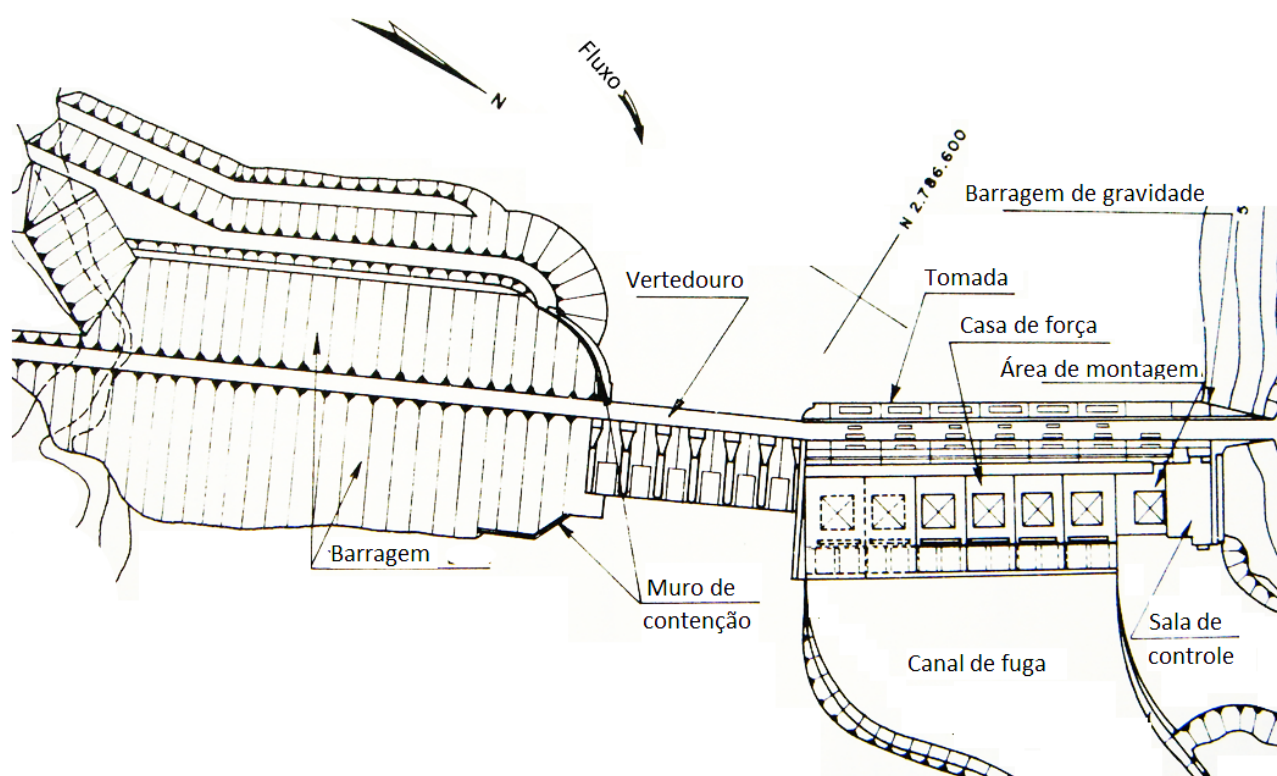 N
Fluxo
N 2.786.600
Barragem de gravidade
5
Vertedouro
Tomada
Casa de força
Área de montagem
Barragem
Muro de
contenção
Sala de
controle
Canal de fuga